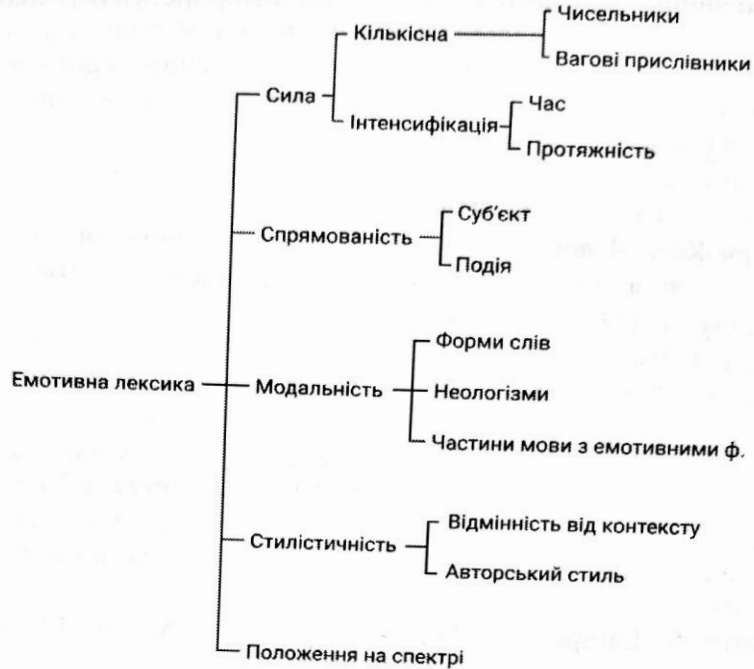 Чисельники
Кількісна
Вагові прислівники
Сила
Час
Інтенсифікація
Протяжність
Суб'єкт
Спрямованість
Подія
Форми слів
Емотивна лексика
Модальність
Неологізми
Частини мови з емотивними ф.
Відмінність від контексту
Стилістичність
Авторський стиль
Положення на спектрі